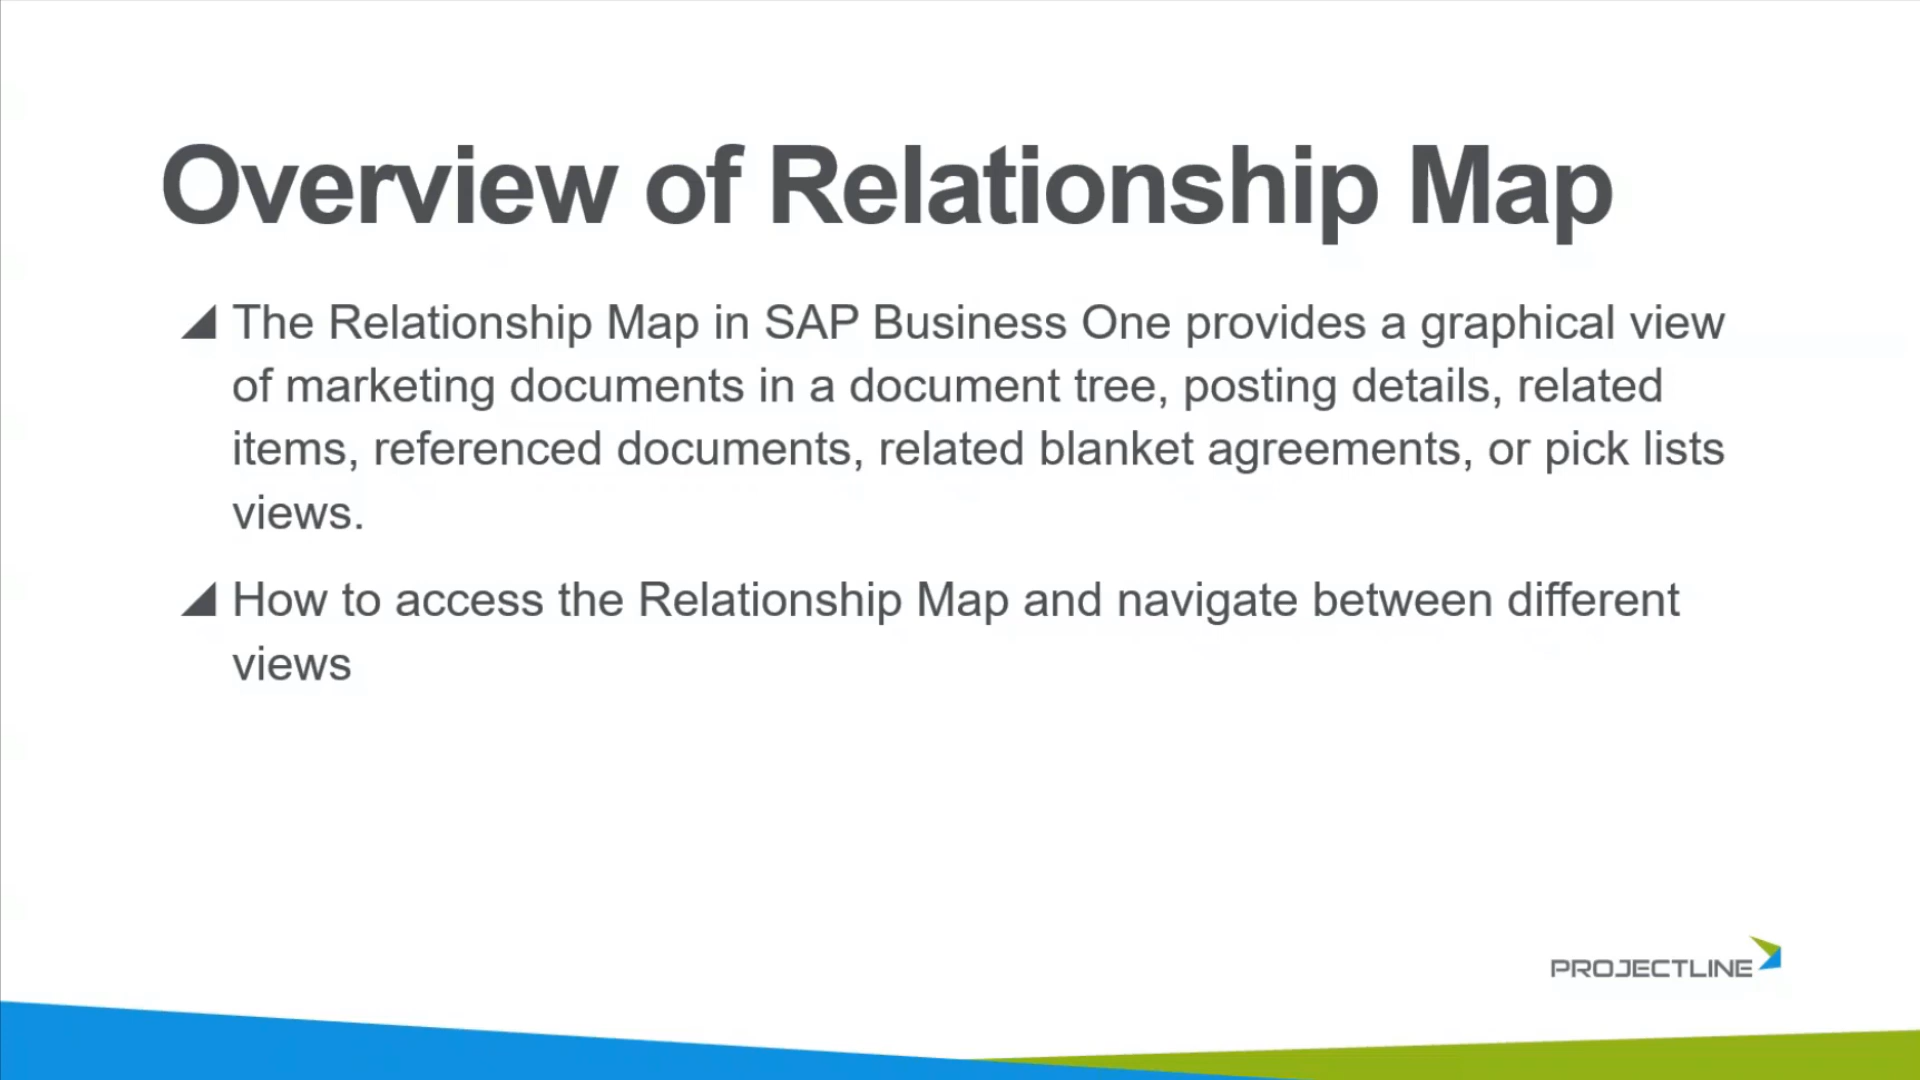 Overview of Relationship Map
The Relationship Map in SAP Business One provides a graphical view
of marketing documents in a document tree, posting details, related
items, referenced documents, related blanket agreements, or pick lists
views.
How to access the Relationship Map and navigate between different
views
PROJECTLINE